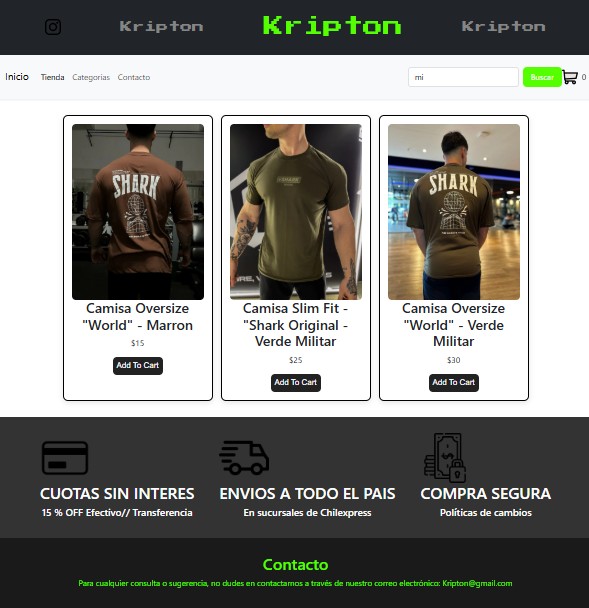 Kripton
Kripton
Kripton
Inicio
Tienda
Categorias
Contacto
mi
Buscar
0
SHARK
SHARK
SHARK
Camisa Oversize
"World" - Marron
$15
Add To Cart
Camisa Slim Fit -
"Shark Original -
Verde Militar
$25
Add To Cart
Camisa Oversize
"World" - Verde
Militar
$30
Add To Cart
CUOTAS SIN INTERES
15 % OFF Efectivo// Transferencia
ENVIOS A TODO EL PAIS
En sucursales de Chilexpress
COMPRA SEGURA
Políticas de cambios
Contacto
Para cualquier consulta o sugerencia, no dudes en contactarnos a través de nuestro correo electrónico: Kripton@gmail.com